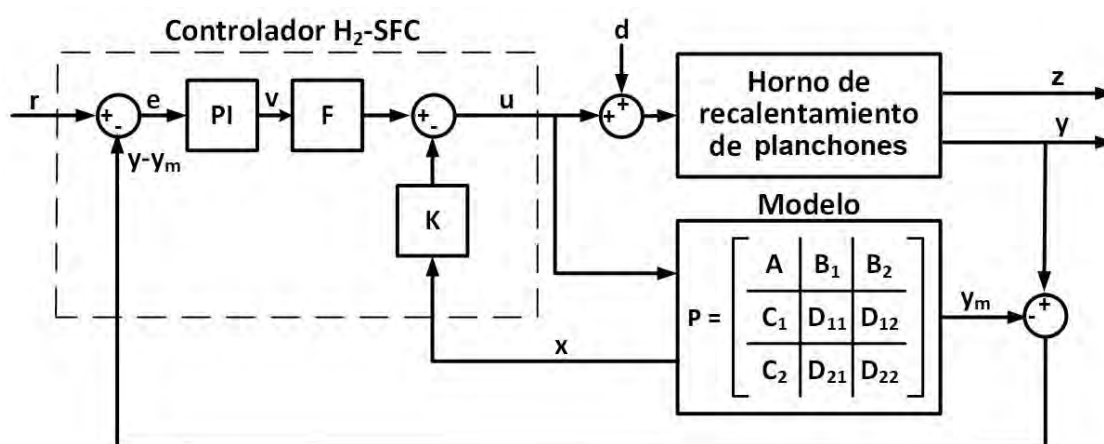 Controlador H₂-SFC
d
r
+
-
e
PI
v
F
+
-
u
+
+
Horno de
recalentamiento
de planchones
z
y
y-yₘ
K
x
Modelo
P =
A B₁ B₂
C₁ D₁₁ D₁₂
C₂ D₂₁ D₂₂
yₘ
+
-